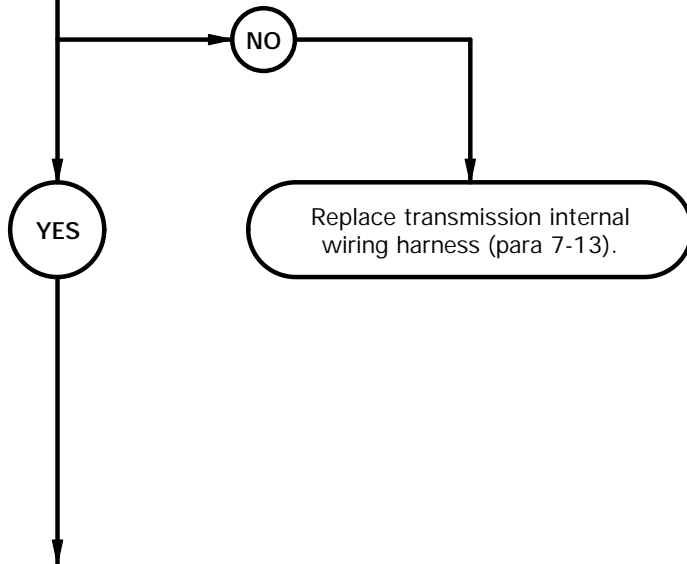 NO
YES
Replace transmission internal
wiring harness (para 7-13).